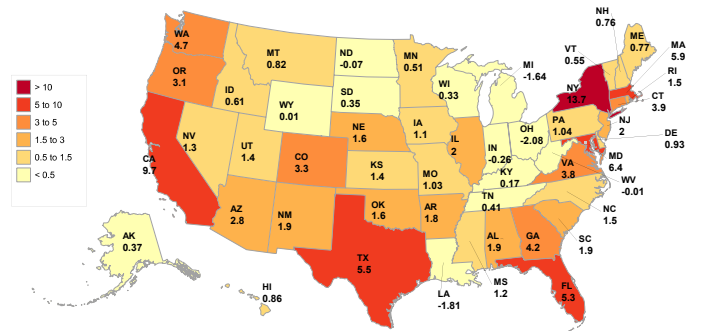 > 10
5 to 10
3 to 5
1.5 to 3
0.5 to 1.5
< 0.5
WA
4.7
OR
3.1
CA
9.7
NV
1.3
ID
0.61
MT
0.82
WY
0.01
UT
1.4
CO
3.3
AZ
2.8
NM
1.9
ND
-0.07
SD
0.35
NE
1.6
KS
1.4
OK
1.6
TX
5.5
MN
0.51
IA
1.1
MO
1.03
AR
1.8
LA
-1.81
WI
0.33
IL
2
MI
-1.64
IN
-0.26
OH
-2.08
KY
0.17
TN
0.41
MS
1.2
AL
1.9
GA
4.2
FL
5.3
SC
1.9
NC
1.5
VA
3.8
WV
-0.01
MD
6.4
DE
0.93
PA
1.04
NJ
2
NY
13.7
CT
3.9
RI
1.5
MA
5.9
VT
0.55
NH
0.76
ME
0.77
AK
0.37
HI
0.86